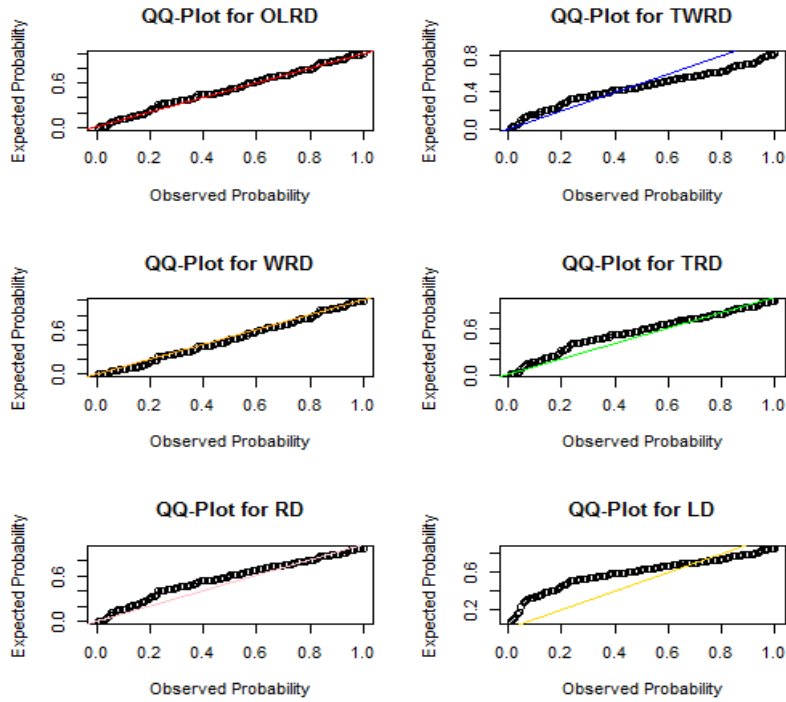 QQ-Plot for OLRD
Expected Probability
0.0 0.6
0.0 0.2 0.4 0.6 0.8 1.0
Observed Probability
QQ-Plot for TWRD
Expected Probability
0.0 0.4 0.8
0.0 0.2 0.4 0.6 0.8 1.0
Observed Probability
QQ-Plot for WRD
Expected Probability
0.0 0.6
0.0 0.2 0.4 0.6 0.8 1.0
Observed Probability
QQ-Plot for TRD
Expected Probability
0.0 0.6
0.0 0.2 0.4 0.6 0.8 1.0
Observed Probability
QQ-Plot for RD
Expected Probability
0.0 0.6
0.0 0.2 0.4 0.6 0.8 1.0
Observed Probability
QQ-Plot for LD
Expected Probability
0.2 0.6
0.0 0.2 0.4 0.6 0.8 1.0
Observed Probability